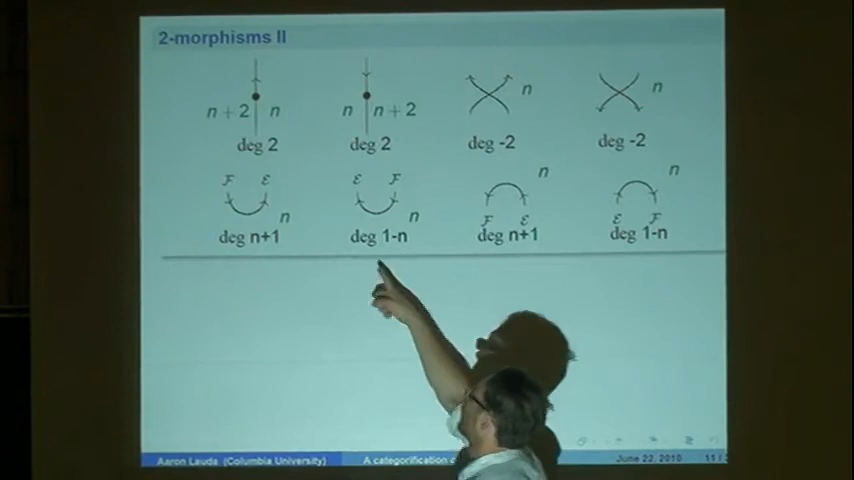 2-morphisms II
n + 2 n n n + 2 n n
deg 2 deg 2 deg -2 deg -2
F E E F n n
n n
F E E F
deg n+1 deg 1-n deg n+1 deg 1-n
Aaron Lauda (Columbia University) A categorification June 22, 2010 11 /